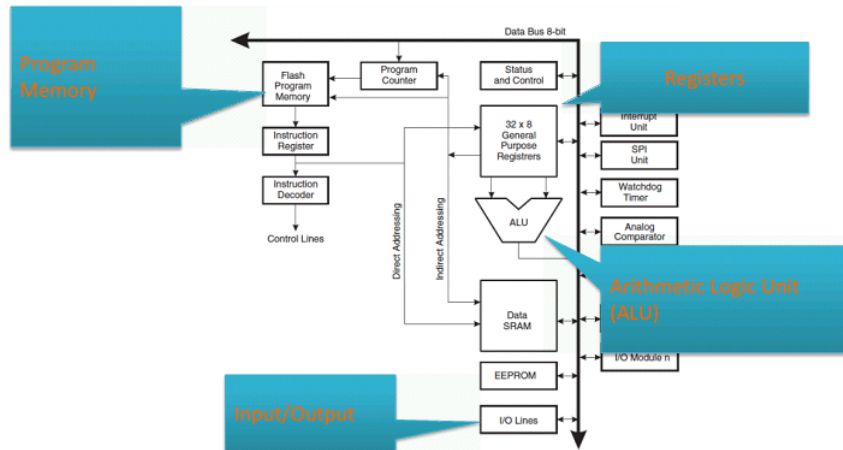 Data Bus 8-bit
Program
Memory
Flash
Program
Memory
Program
Counter
Status
and Control
Registers
32 x 8
General
Purpose
Registrers
Interrupt
Unit
Instruction
Register
SPI
Unit
Instruction
Decoder
Watchdog
Timer
Control Lines
Direct Addressing
Indirect Addressing
ALU
Analog
Comparator
Arithmetic Logic Unit
(ALU)
Data
SRAM
I/O Module n
EEPROM
Input/Output
I/O Lines